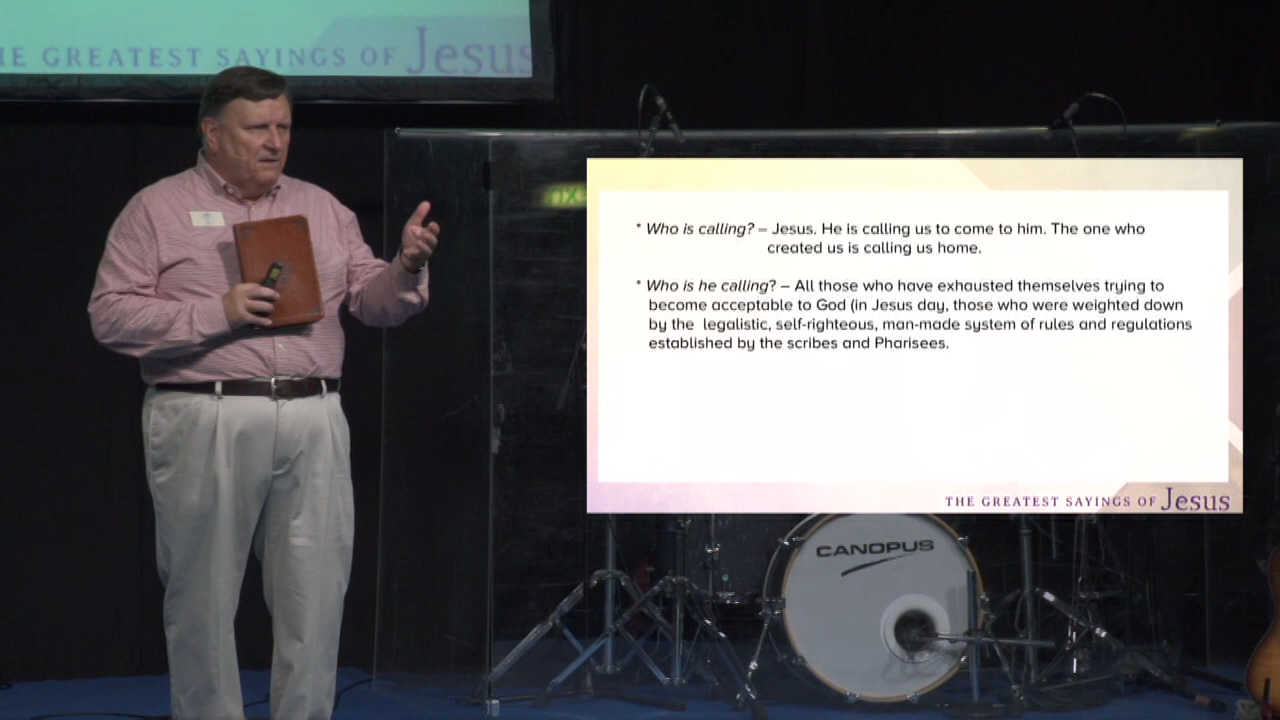 HE GREATEST SAYINGS OF Jesus
* Who is calling? – Jesus. He is calling us to come to him. The one who
created us is calling us home.
* Who is he calling? – All those who have exhausted themselves trying to
become acceptable to God (in Jesus day, those who were weighted down
by the legalistic, self-righteous, man-made system of rules and regulations
established by the scribes and Pharisees.
THE GREATEST SAYINGS OF Jesus
CANOPUS